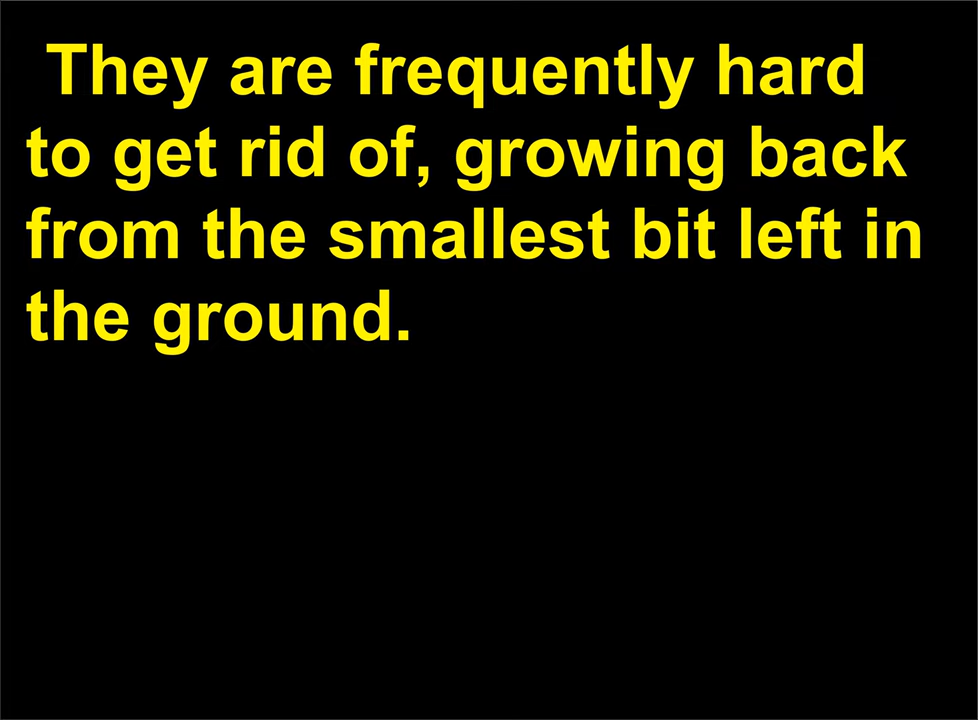 They are frequently hard
to get rid of, growing back
from the smallest bit left in
the ground.